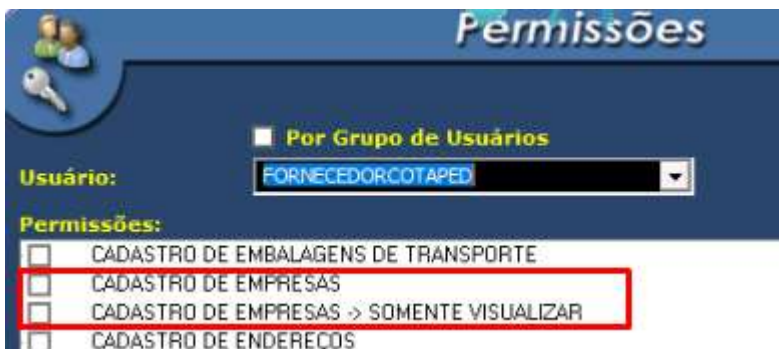 Permissões
Por Grupo de Usuários
Usuário:
FORNECEDORCOTAPED
Permissões:
CADASTRO DE EMBALAGENS DE TRANSPORTE
CADASTRO DE EMPRESAS
CADASTRO DE EMPRESAS -> SOMENTE VISUALIZAR
CADASTRO DE ENDEREÇOS